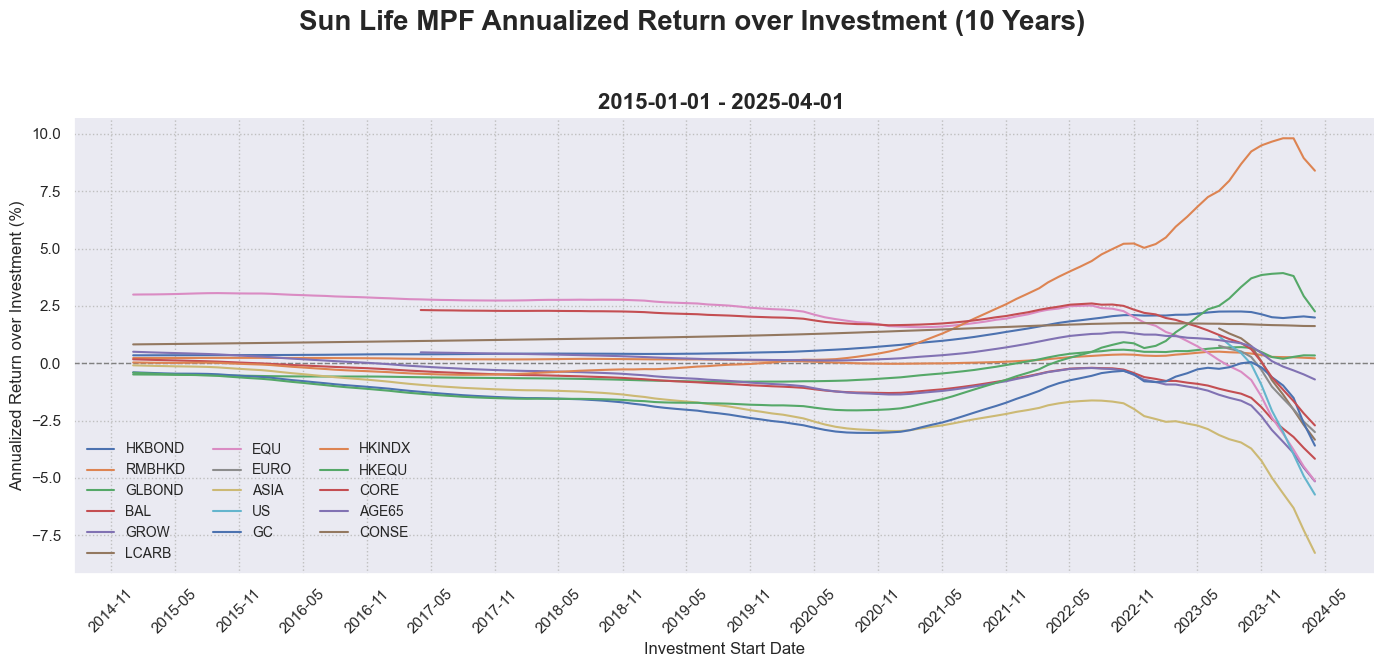 Sun Life MPF Annualized Return over Investment (10 Years)
2015-01-01 - 2025-04-01
Annualized Return over Investment (%)
10.0
7.5
5.0
2.5
0.0
−2.5
−5.0
−7.5
HKBOND EQU HKINDX
RMBHKD EURO HKEQU
GLBOND ASIA CORE
BAL US AGE65
GROW GC CONSE
LCARB
2014-11 2015-05 2015-11 2016-05 2016-11 2017-05 2017-11 2018-05 2018-11 2019-05 2019-11 2020-05 2020-11 2021-05 2021-11 2022-05 2022-11 2023-05 2023-11 2024-05
Investment Start Date